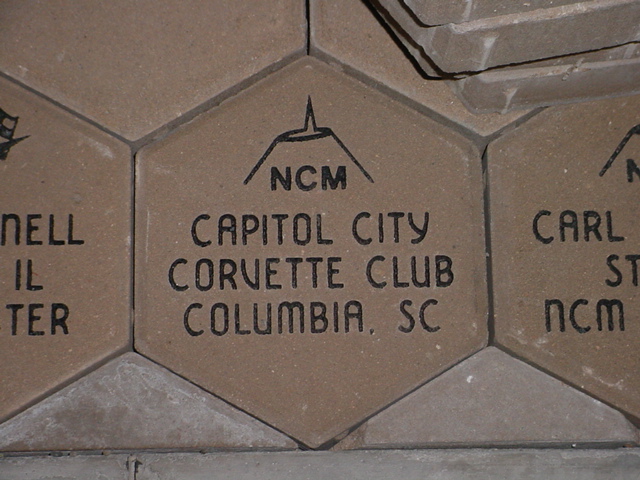 NCM
CAPITOL CITY
CORVETTE CLUB
COLUMBIA, SC
NELL
IL
TER
CARL
ST
NCM